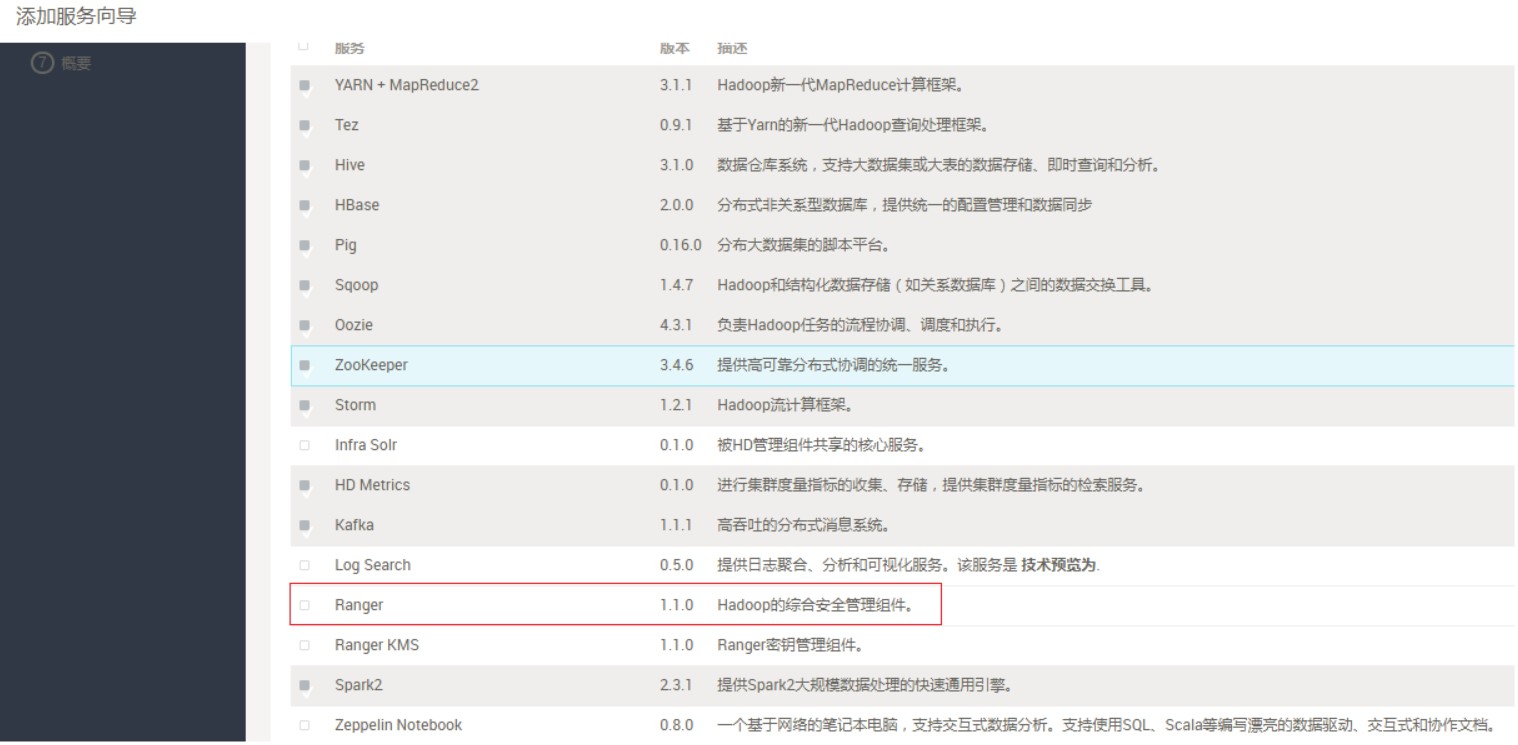 添加服务向导
7 概要
服务 版本 描述
YARN + MapReduce2 3.1.1 Hadoop新一代MapReduce计算框架。
Tez 0.9.1 基于Yarn的新一代Hadoop查询处理框架。
Hive 3.1.0 数据仓库系统，支持大数据集或大表的数据存储、即时查询和分析。
HBase 2.0.0 分布式非关系型数据库，提供统一的配置管理和数据同步
Pig 0.16.0 分布大数据集的脚本平台。
Sqoop 1.4.7 Hadoop和结构化数据存储（如关系数据库）之间的数据交换工具。
Oozie 4.3.1 负责Hadoop任务的流程协调、调度和执行。
ZooKeeper 3.4.6 提供高可靠分布式协调的统一服务。
Storm 1.2.1 Hadoop流计算框架。
Infra Solr 0.1.0 被HD管理组件共享的核心服务。
HD Metrics 0.1.0 进行集群度量指标的收集、存储，提供集群度量指标的检索服务。
Kafka 1.1.1 高吞吐的分布式消息系统。
Log Search 0.5.0 提供日志聚合、分析和可视化服务。该服务是 技术预览为.
Ranger 1.1.0 Hadoop的综合安全管理组件。
Ranger KMS 1.1.0 Ranger密钥管理组件。
Spark2 2.3.1 提供Spark2大规模数据处理的快速通用引擎。
Zeppelin Notebook 0.8.0 一个基于网络的笔记本电脑，支持交互式数据分析。支持使用SQL、Scala等编写漂亮的数据驱动、交互式和协作文档。